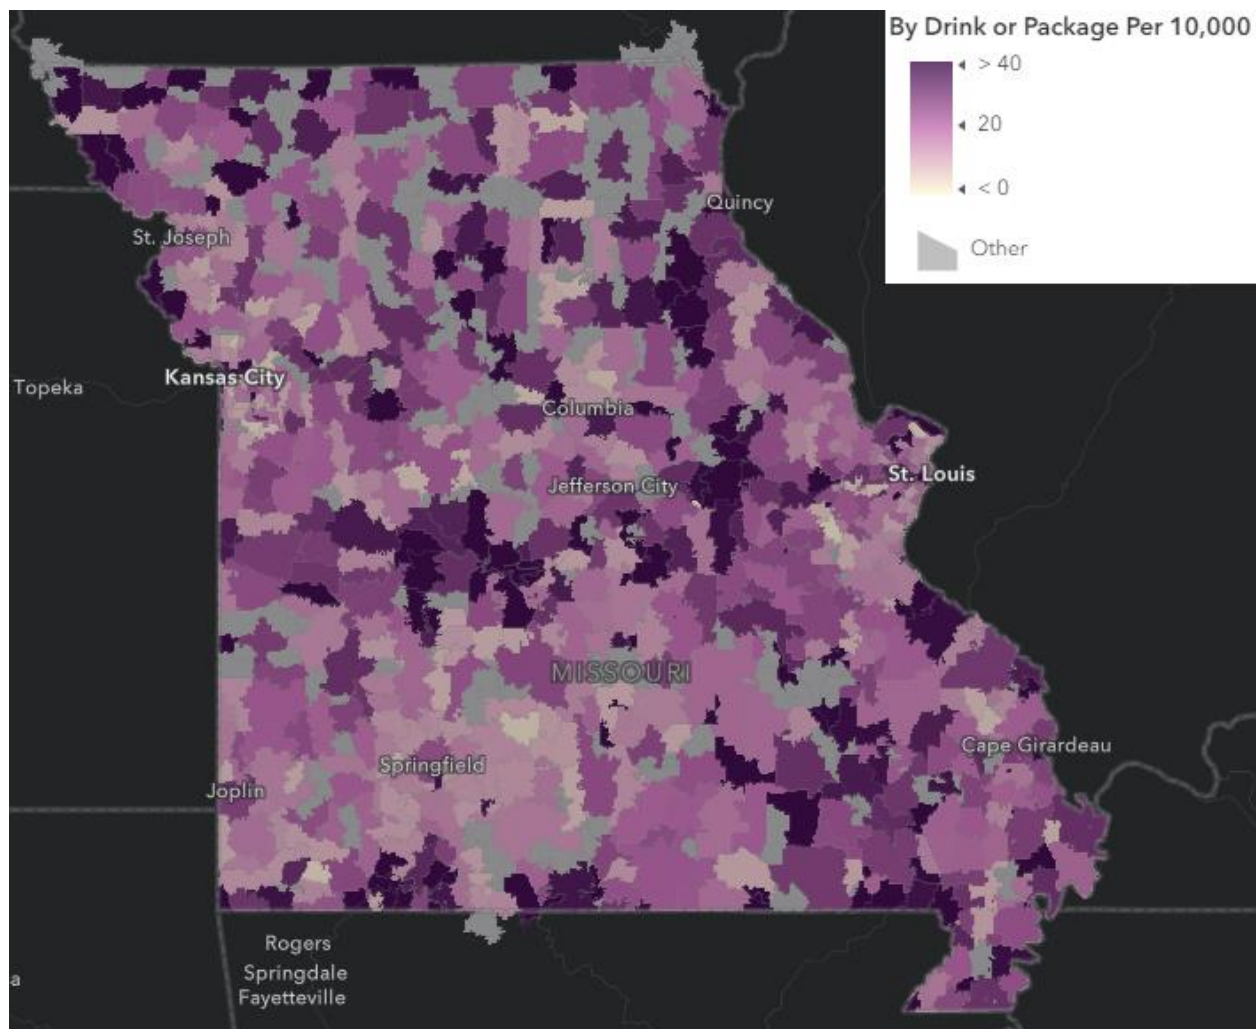 By Drink or Package Per 10,000
> 40
20
< 0
Other
Quincy
St. Joseph
Kansas City
Topeka
Columbia
St. Louis
Jefferson City
MISSOURI
Cape Girardeau
Springfield
Joplin
Rogers
Springdale
Fayetteville